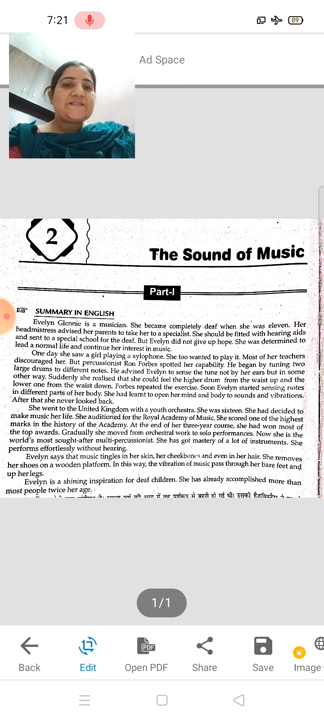 7:21
89
Ad Space
2
The Sound of Music
Part-I
SUMMARY IN ENGLISH
Evelyn Glennie is a musician. She became completely deaf when she was eleven. Her
headmistress advised her parents to take her to a specialist. She should be fitted with hearing aids
and sent to a special school for the deaf. But Evelyn did not give up hope. She was determined to
lead a normal life and continue her interest in music.
One day she saw a girl playing a xylophone. She too wanted to play it. Most of her teachers
discouraged her. But percussionist Ron Forbes spotted her capability. He began by tuning two
large drums to different notes. He advised Evelyn to sense the tune not by her ears but in some
other way. Suddenly she realised that she could feel the higher drum from the waist up and the
lower one from the waist down. Forbes repeated the exercise. Soon Evelyn started sensing notes
in different parts of her body. She had learnt to open her mind and body to sounds and vibrations.
After that she never looked back.
She went to the United Kingdom with a youth orchestra. She was sixteen. She had decided to
make music her life. She auditioned for the Royal Academy of Music. She scored one of the highest
marks in the history of the Academy. At the end of her three-year course, she had won most of
the top awards. Gradually she moved from orchestral work to solo performances. Now she is the
world's most sought-after multi-percussionist. She has got mastery of a lot of instruments. She
performs effortlessly without hearing.
Evelyn says that music tingles in her skin, her cheekbones and even in her hair. She removes
her shoes on a wooden platform. In this way, the vibration of music pass through her bare feet and
up her legs.
Evelyn is a shining inspiration for deaf children. She has already accomplished more than
most people twice her age.
1/1
Back
Edit
PDF
Open PDF
Share
Save
Image